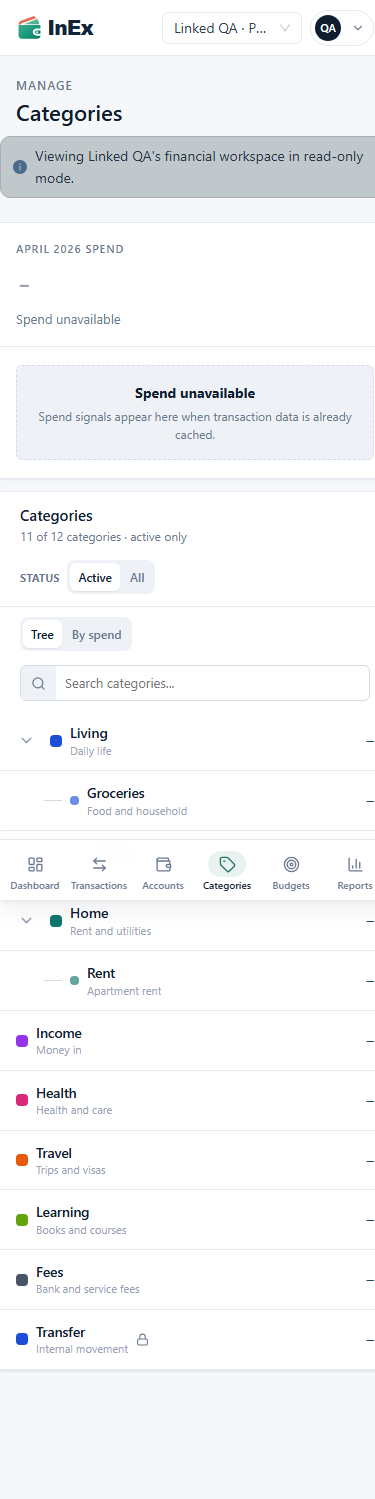 InEx
Linked QA · P...
QA
MANAGE
Categories
Viewing Linked QA's financial workspace in read-only
mode.
APRIL 2026 SPEND
–
Spend unavailable
Spend unavailable
Spend signals appear here when transaction data is already
cached.
Categories
11 of 12 categories · active only
STATUS
Active
All
Tree
By spend
Search categories...
Living
–
Daily life
Groceries
–
Food and household
Dashboard
Transactions
Accounts
Categories
Budgets
Reports
Home
–
Rent and utilities
Rent
–
Apartment rent
Income
–
Money in
Health
–
Health and care
Travel
–
Trips and visas
Learning
–
Books and courses
Fees
–
Bank and service fees
Transfer
–
Internal movement